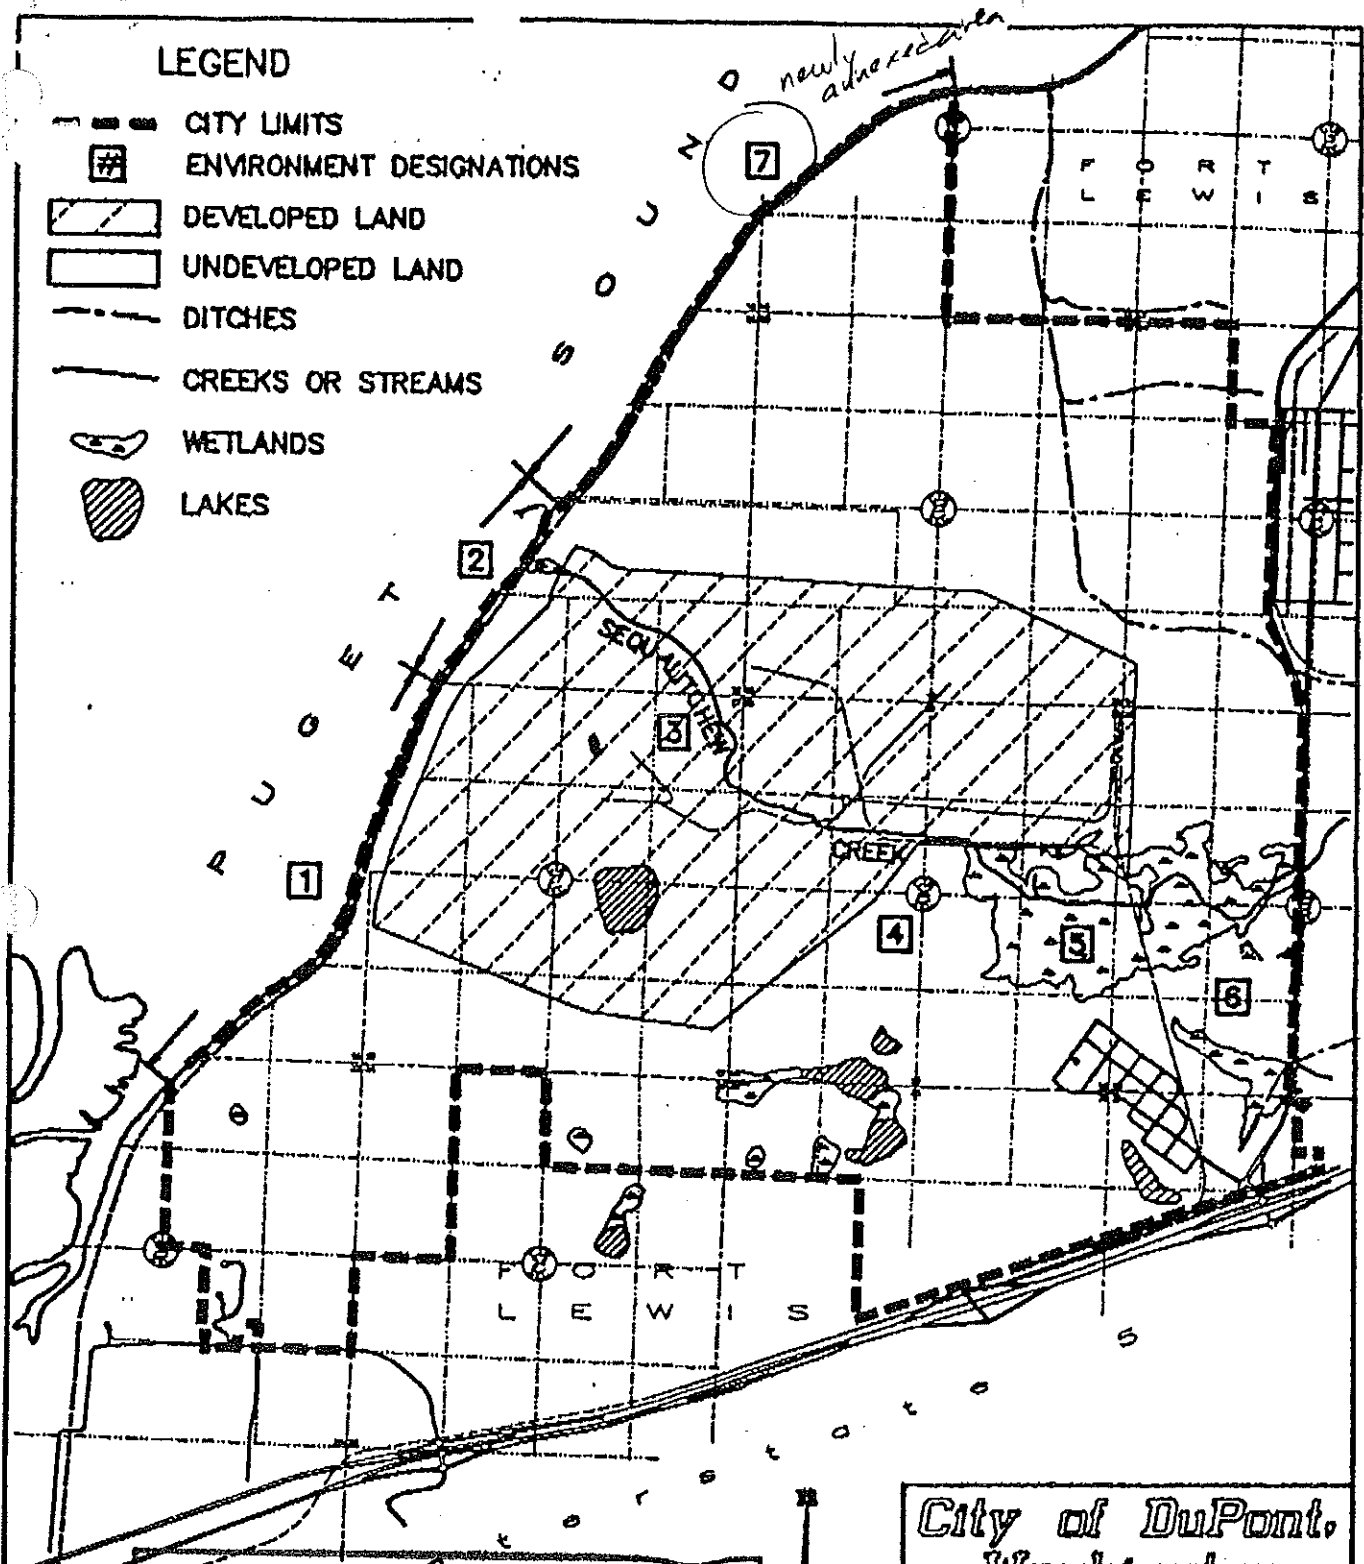 LEGEND
CITY LIMITS
# ENVIRONMENT DESIGNATIONS
DEVELOPED LAND
UNDEVELOPED LAND
DITCHES
CREEKS OR STREAMS
WETLANDS
LAKES
newly
annexed area
7
PUGET SOUND
FORT
LEWIS
2
SEQUALITCHEW
3
CREEK
1
4
5
6
FORT
LEWIS
5
City of DuPont,